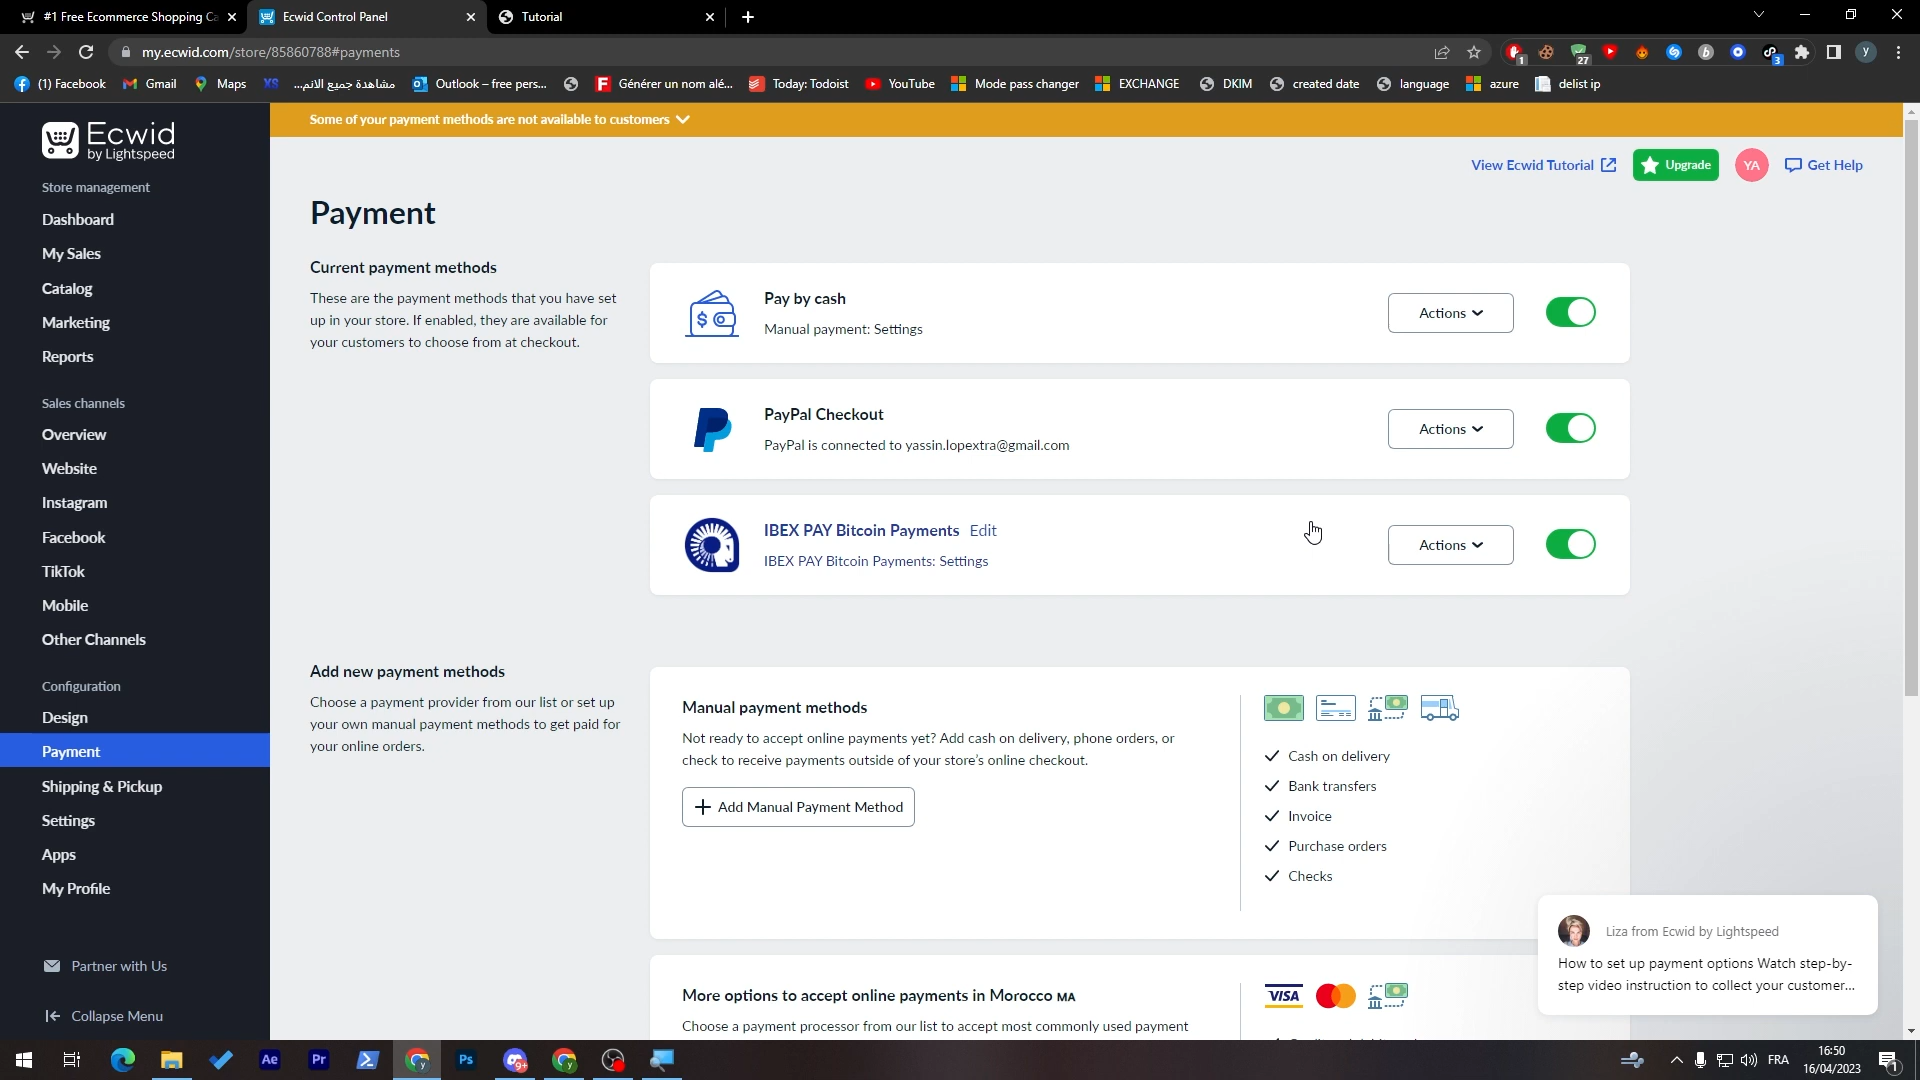 #1 Free Ecommerce Shopping Ca
Ecwid Control Panel
Tutorial
my.ecwid.com/store/85860788#payments
1
27
3
y
(1) Facebook
Gmail
Maps
XS
مشاهدة جميع الانم...
Outlook – free pers...
Générer un nom alé...
Today: Todoist
YouTube
Mode pass changer
EXCHANGE
DKIM
created date
language
azure
delist ip
Ecwid
by Lightspeed
Some of your payment methods are not available to customers
View Ecwid Tutorial
Upgrade
YA
Get Help
Store management
Dashboard
My Sales
Catalog
Marketing
Reports
Sales channels
Overview
Website
Instagram
Facebook
TikTok
Mobile
Other Channels
Configuration
Design
Payment
Shipping & Pickup
Settings
Apps
My Profile
Partner with Us
Collapse Menu
Payment
Current payment methods
These are the payment methods that you have set
up in your store. If enabled, they are available for
your customers to choose from at checkout.
Pay by cash
Manual payment: Settings
Actions
PayPal Checkout
PayPal is connected to yassin.lopextra@gmail.com
Actions
IBEX PAY Bitcoin Payments Edit
IBEX PAY Bitcoin Payments: Settings
Actions
Add new payment methods
Choose a payment provider from our list or set up
your own manual payment methods to get paid for
your online orders.
Manual payment methods
Not ready to accept online payments yet? Add cash on delivery, phone orders, or
check to receive payments outside of your store's online checkout.
Add Manual Payment Method
Cash on delivery
Bank transfers
Invoice
Purchase orders
Checks
More options to accept online payments in Morocco MA
Choose a payment processor from our list to accept most commonly used payment
VISA
Liza from Ecwid by Lightspeed
How to set up payment options Watch step-by-
step video instruction to collect your customer...
Ae
Pr
Ps
9+
FRA
16:50
16/04/2023
1